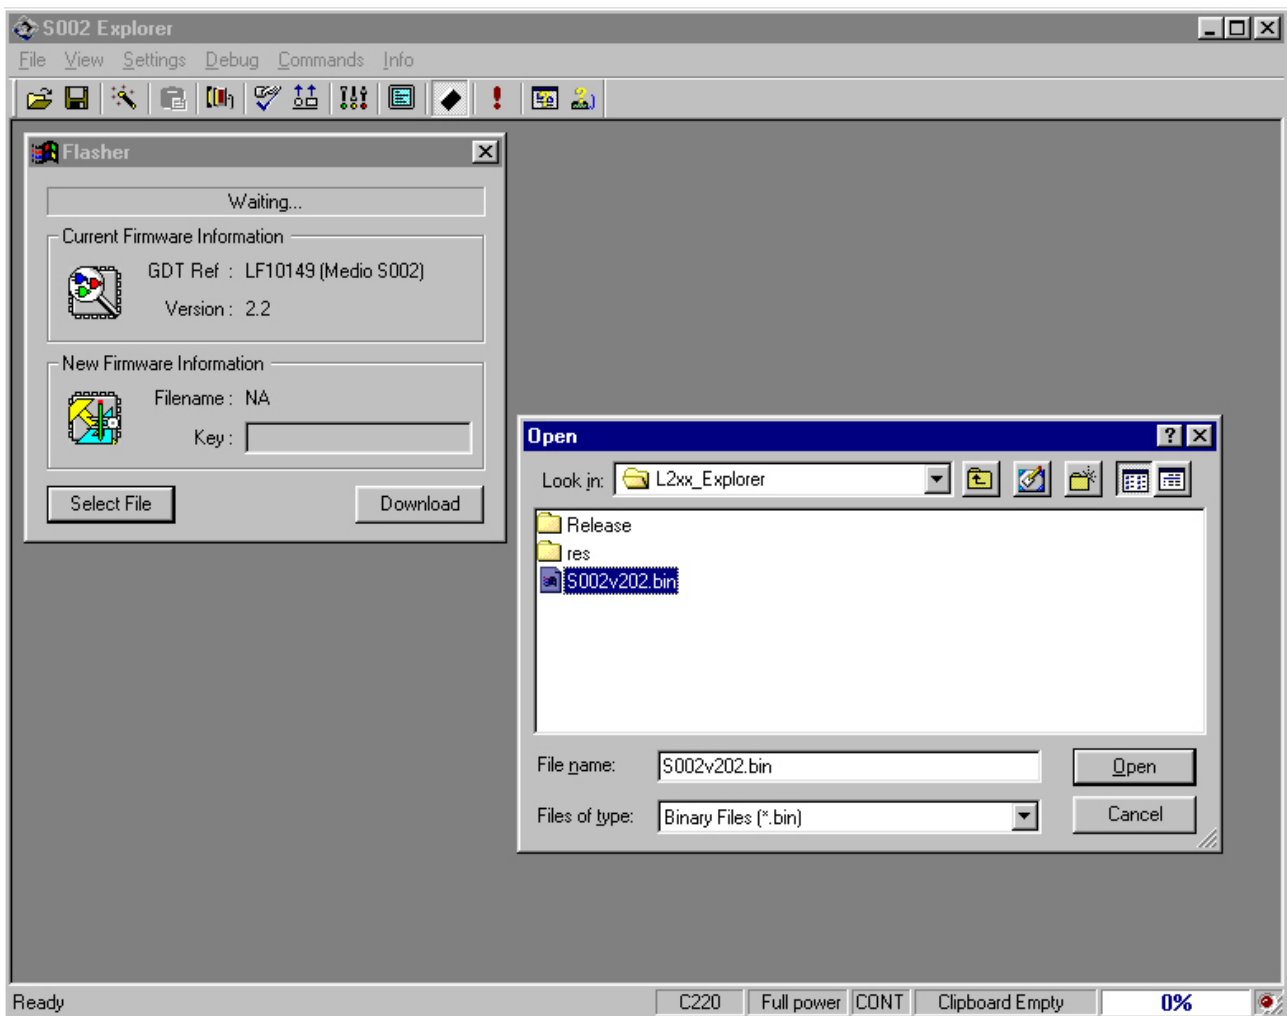 S002 Explorer
File View Settings Debug Commands Info
Flasher
Waiting...
Current Firmware Information
GDT Ref : LF10149 (Medio S002)
Version : 2.2
New Firmware Information
Filename : NA
Key :
Select File Download
Open
Look in: L2xx_Explorer
Release
res
S002v202.bin
File name: S002v202.bin Open
Files of type: Binary Files (*.bin) Cancel
Ready C220 Full power CONT Clipboard Empty 0%